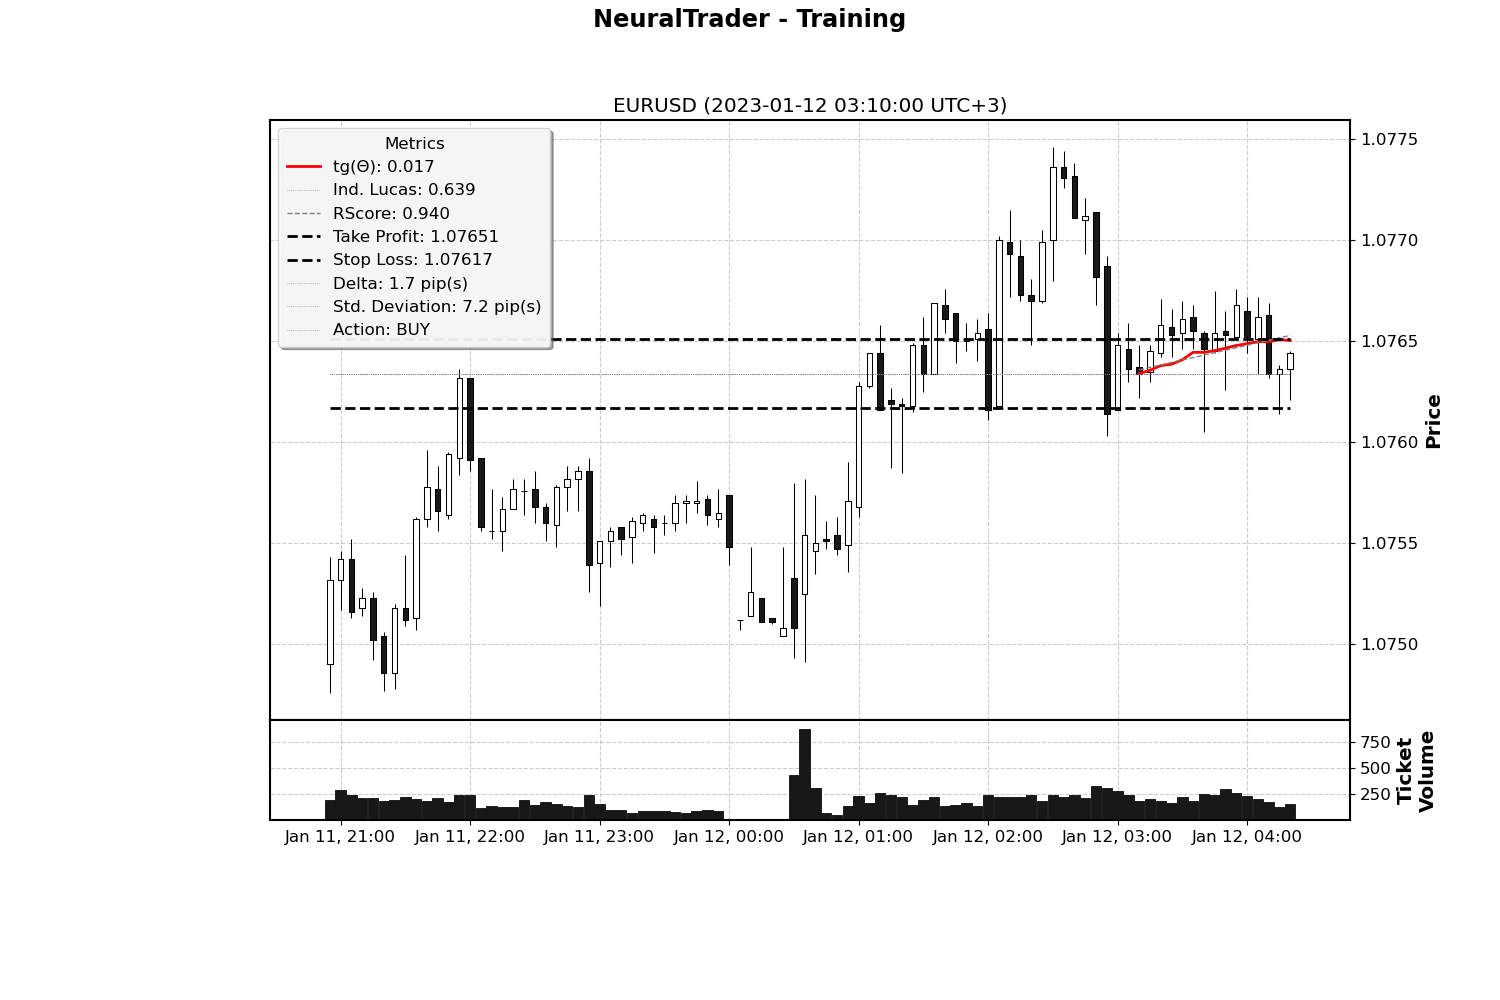 NeuralTrader - Training
EURUSD (2023-01-12 03:10:00 UTC+3)
Metrics
tg(Θ): 0.017
Ind. Lucas: 0.639
RScore: 0.940
Take Profit: 1.07651
Stop Loss: 1.07617
Delta: 1.7 pip(s)
Std. Deviation: 7.2 pip(s)
Action: BUY
1.0775
1.0770
1.0765
1.0760
1.0755
1.0750
Price
750
500
250
Ticket
Volume
Jan 11, 21:00 Jan 11, 22:00 Jan 11, 23:00 Jan 12, 00:00 Jan 12, 01:00 Jan 12, 02:00 Jan 12, 03:00 Jan 12, 04:00